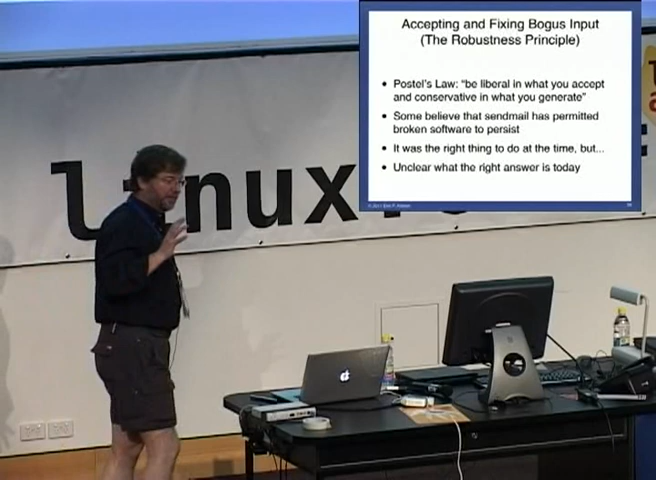 Accepting and Fixing Bogus Input
(The Robustness Principle)
• Postel's Law: "be liberal in what you accept
and conservative in what you generate"
• Some believe that sendmail has permitted
broken software to persist
• It was the right thing to do at the time, but...
• Unclear what the right answer is today
linux